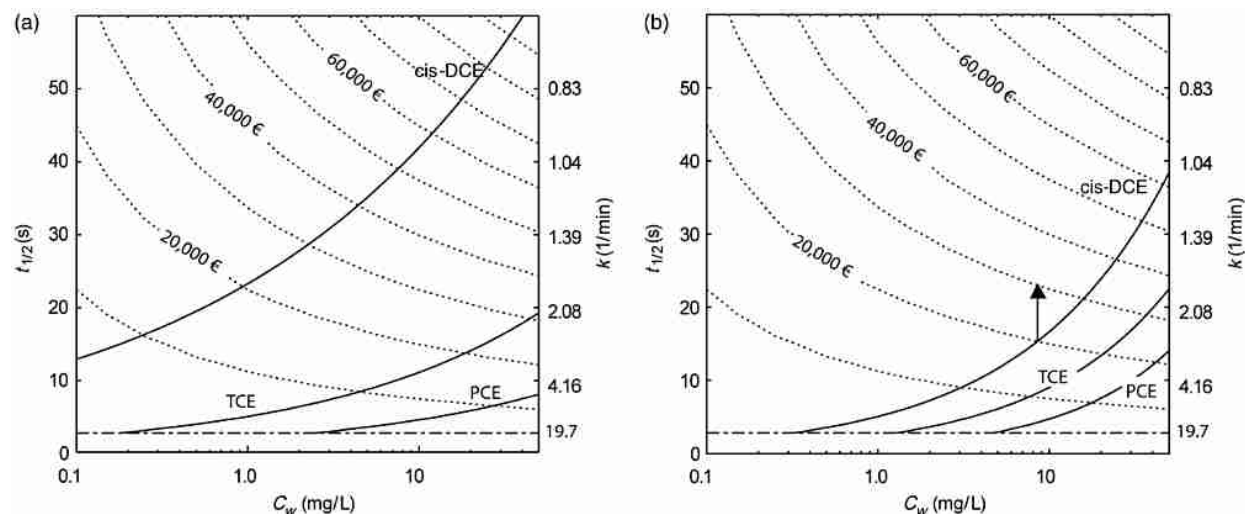 (a)
t1/2 (s)
50
40
30
20
10
0
0.1
1.0
10
Cw (mg/L)
0.83
1.04
1.39
2.08
4.16
19.7
k (1/min)
cis-DCE
60,000 €
40,000 €
20,000 €
TCE
PCE
(b)
t1/2 (s)
50
40
30
20
10
0
0.1
1.0
10
Cw (mg/L)
0.83
1.04
1.39
2.08
4.16
19.7
k (1/min)
60,000 €
40,000 €
cis-DCE
20,000 €
TCE
PCE